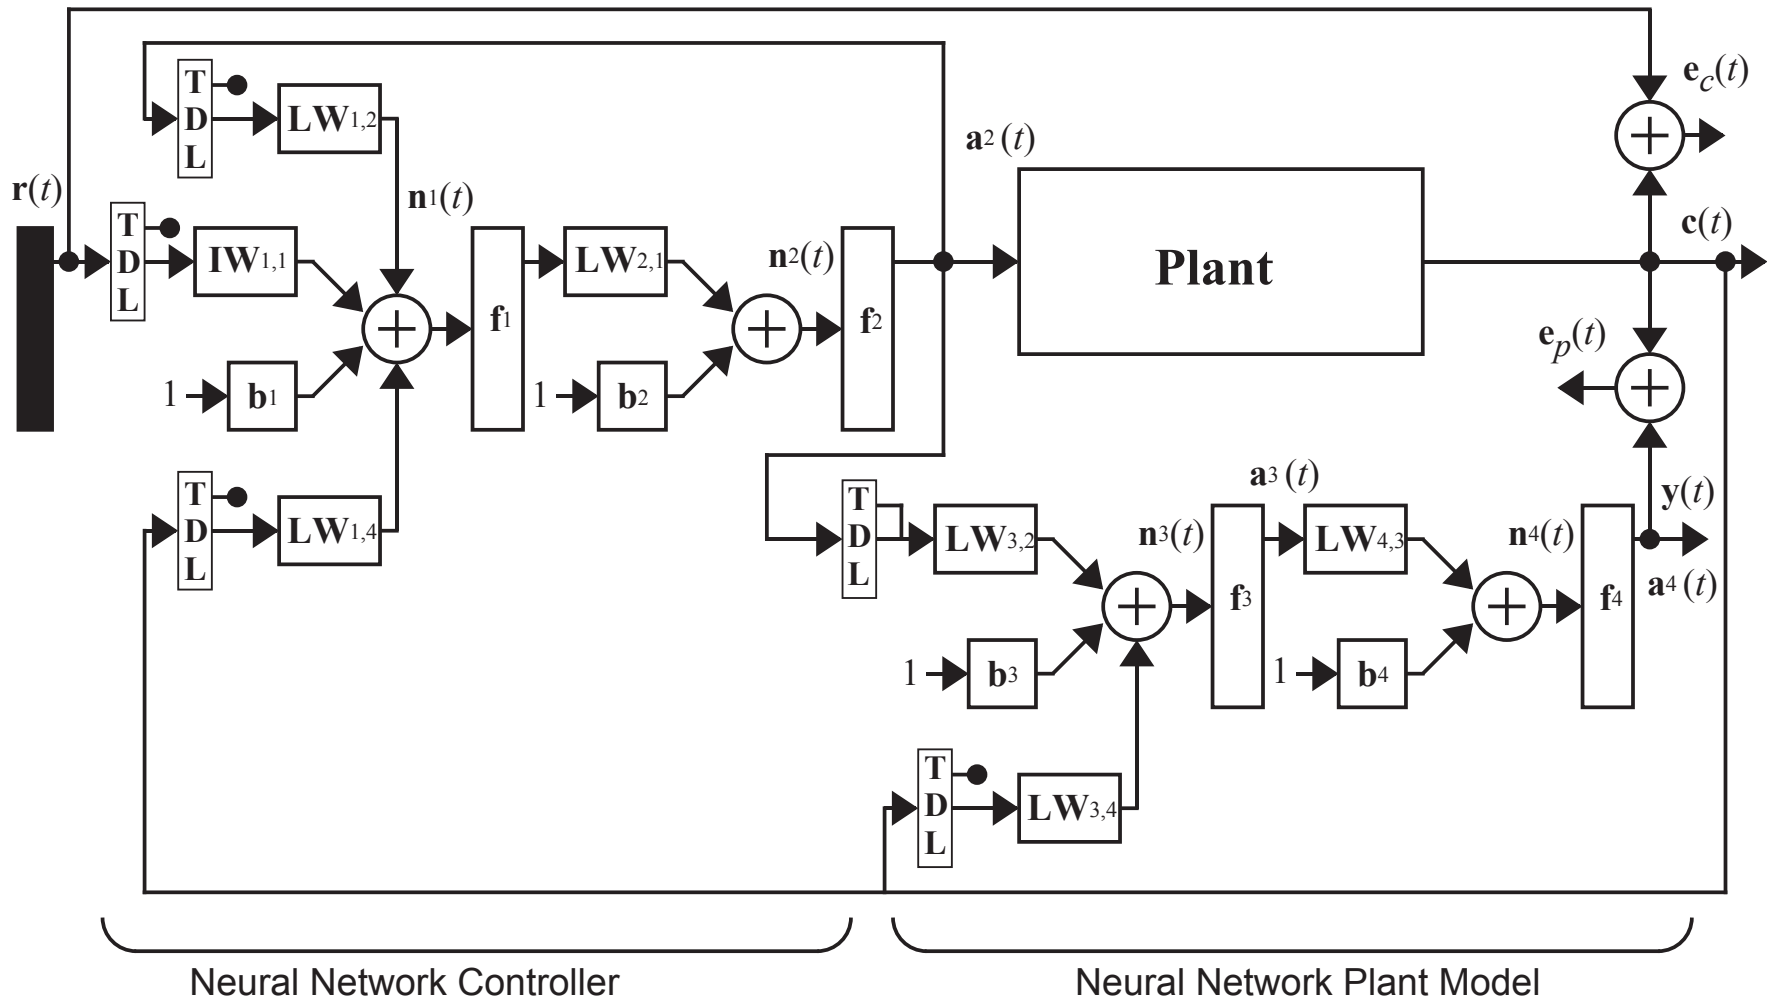 e_c(t)
T
D
L
LW1,2
a2 (t)
r(t)
n1(t)
c(t)
T
D
L
IW1,1
LW2,1
n2(t)
Plant
f1
f2
e_p(t)
1
b1
1
b2
T
D
L
LW1,4
a3 (t)
y(t)
T
D
L
LW3,2
n3(t)
LW4,3
n4(t)
a4 (t)
f3
f4
1
b3
1
b4
T
D
L
LW3,4
Neural Network Controller
Neural Network Plant Model